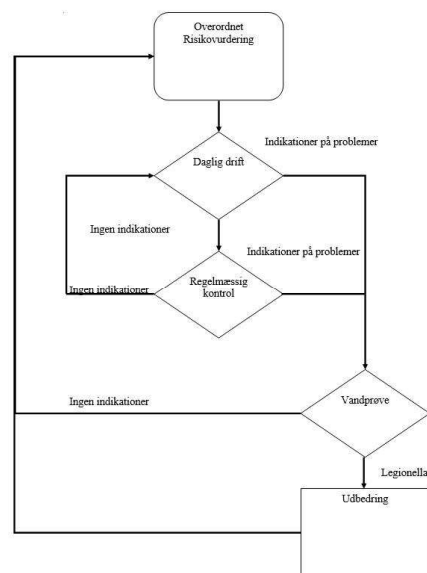 Overordnet
Risikovurdering
Indikationer på problemer
Daglig drift
Ingen indikationer
Indikationer på problemer
Regelmæssig
kontrol
Ingen indikationer
Vandprøve
Ingen indikationer
Legionella
Udbedring